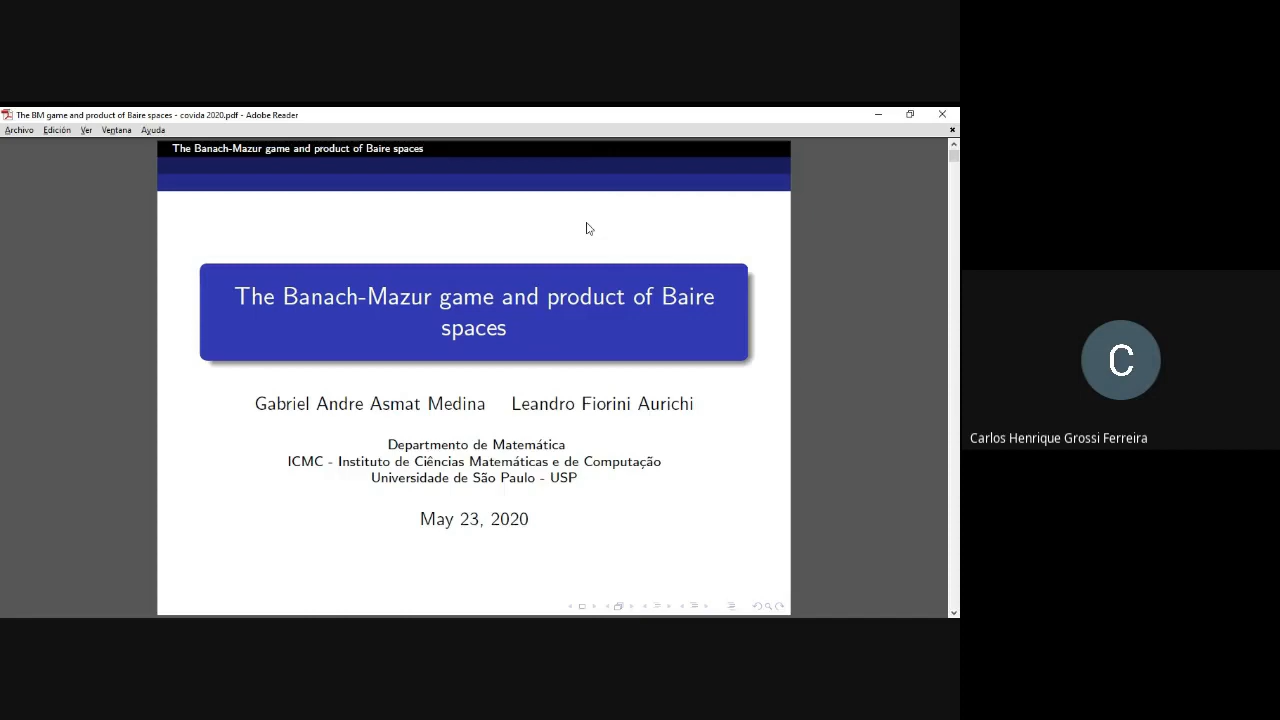 The BM game and product of Baire spaces - covida 2020.pdf - Adobe Reader
Archivo Edición Ver Ventana Ayuda
The Banach-Mazur game and product of Baire spaces
The Banach-Mazur game and product of Baire
spaces
Gabriel Andre Asmat Medina Leandro Fiorini Aurichi
Departmento de Matemática
ICMC - Instituto de Ciências Matemáticas e de Computação
Universidade de São Paulo - USP
May 23, 2020
C
Carlos Henrique Grossi Ferreira